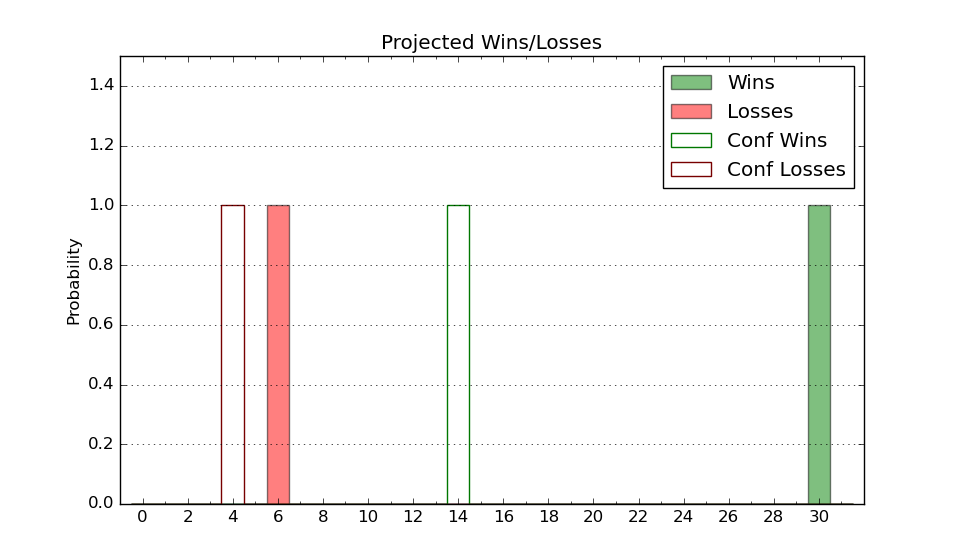 Projected Wins/Losses
Wins
Losses
Conf Wins
Conf Losses
Probability
1.4
1.2
1.0
0.8
0.6
0.4
0.2
0.0
0 2 4 6 8 10 12 14 16 18 20 22 24 26 28 30